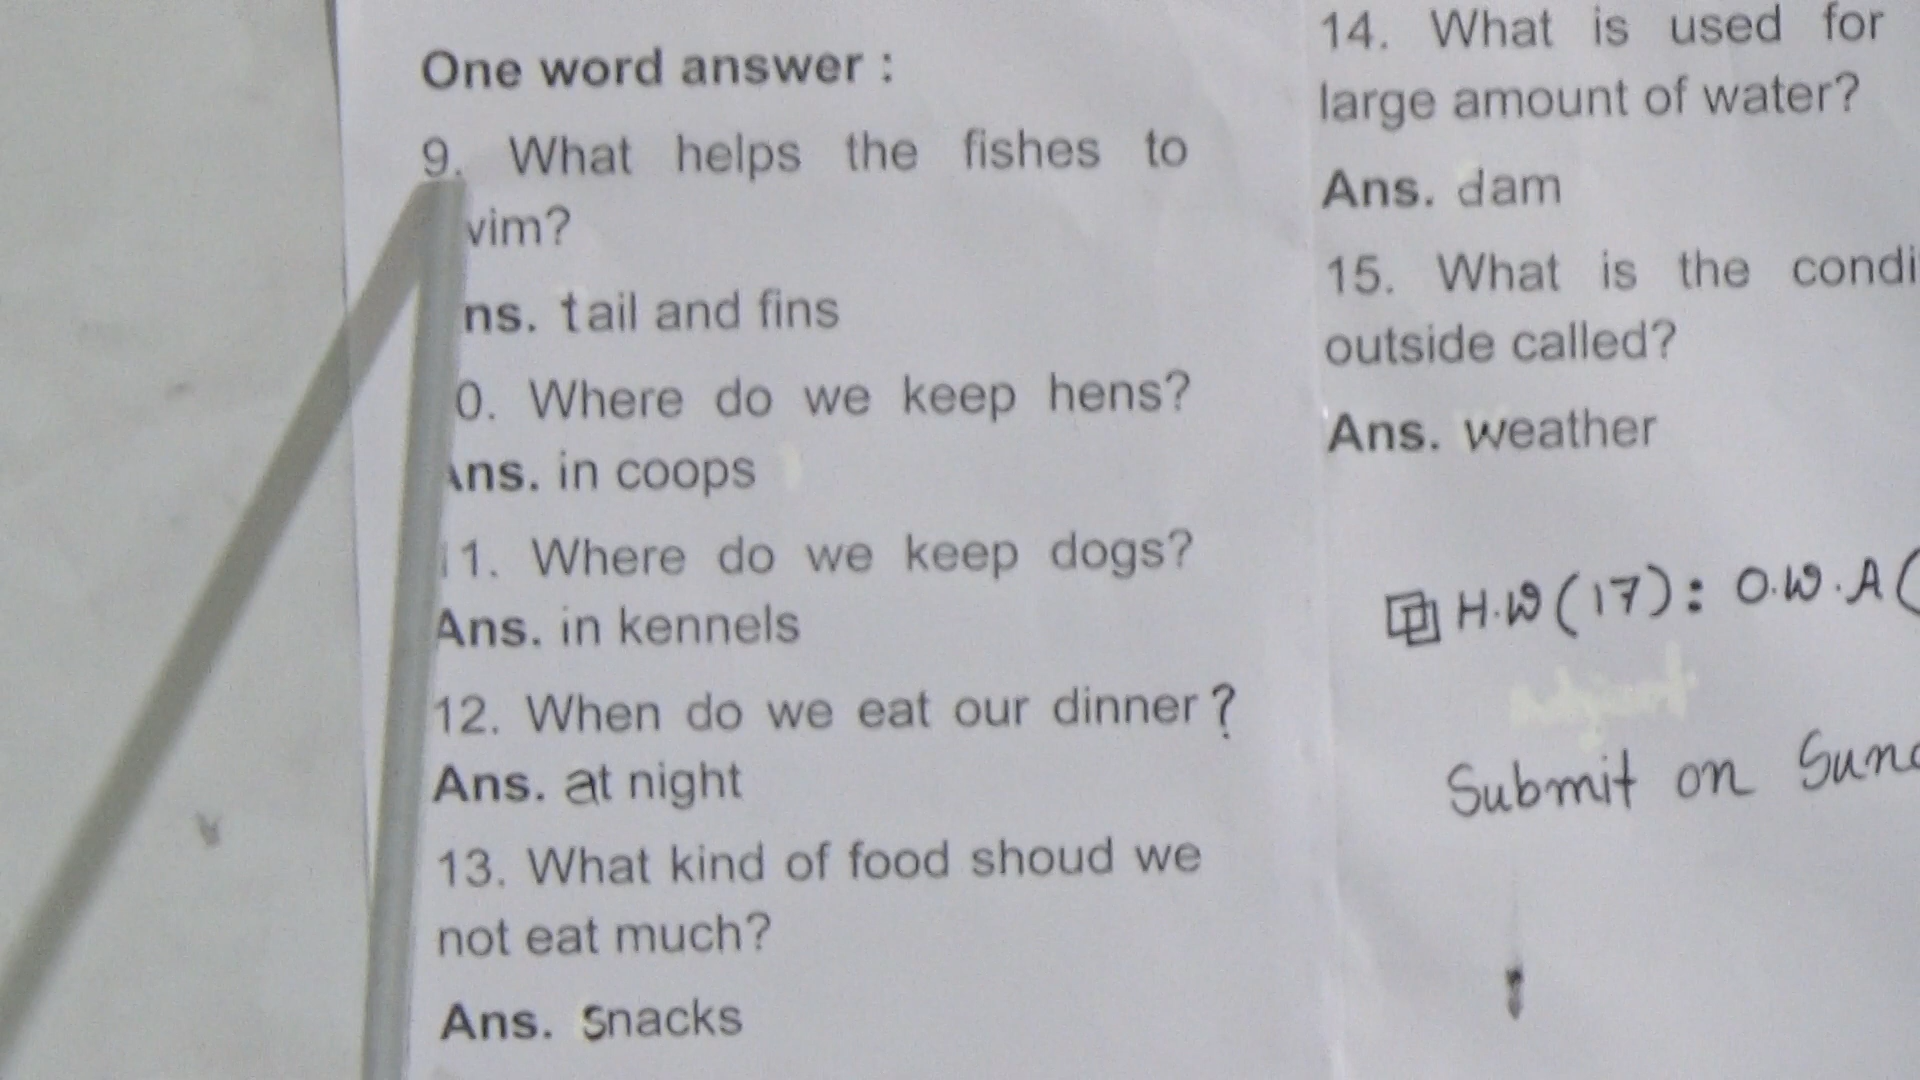 One word answer :
9. What helps the fishes to
vim?
ns. tail and fins
0. Where do we keep hens?
Ans. in coops
11. Where do we keep dogs?
Ans. in kennels
12. When do we eat our dinner?
Ans. at night
13. What kind of food shoud we
not eat much?
Ans. snacks
14. What is used for
large amount of water?
Ans. dam
15. What is the condi
outside called?
Ans. weather
H.W(17): O.W.A(
Submit on Sun